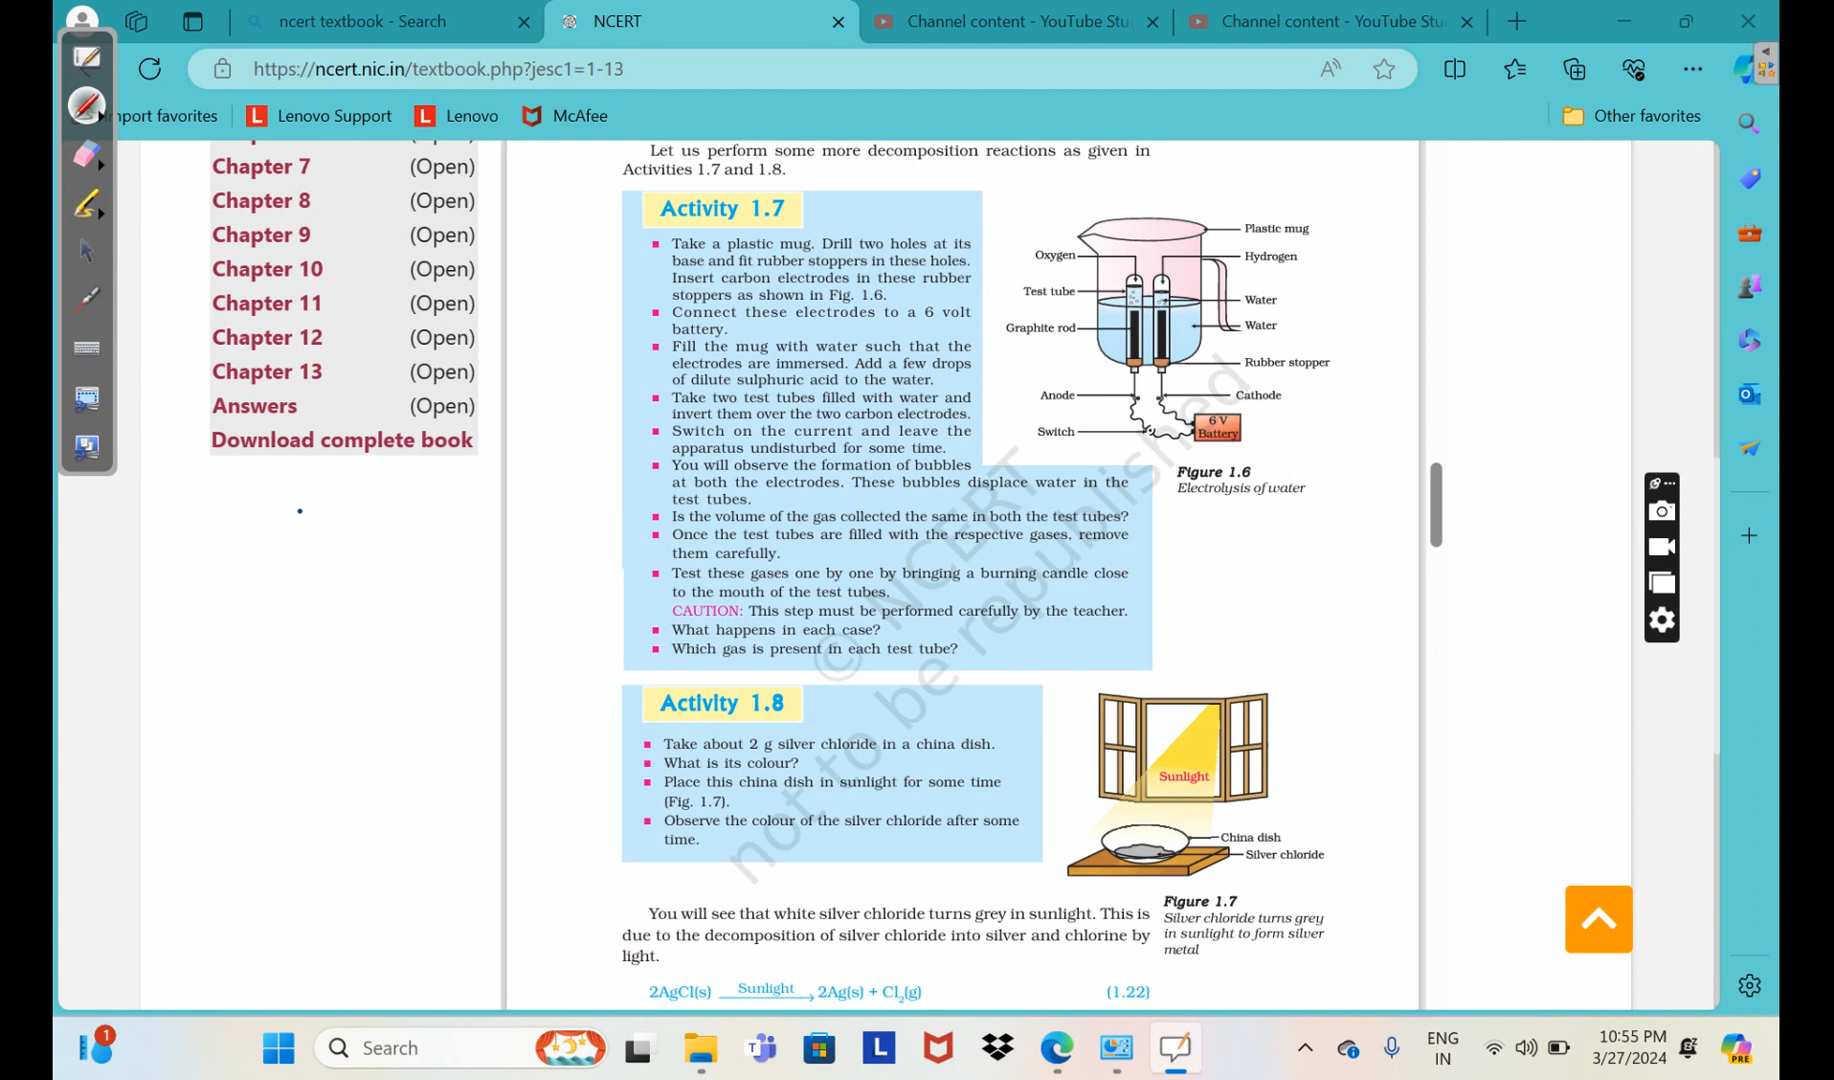 ncert textbook - Search
NCERT
Channel content - YouTube Stu
Channel content - YouTube Stu
https://ncert.nic.in/textbook.php?jesc1=1-13
mport favorites
L Lenovo Support
L Lenovo
McAfee
Other favorites
Chapter 7 (Open)
Chapter 8 (Open)
Chapter 9 (Open)
Chapter 10 (Open)
Chapter 11 (Open)
Chapter 12 (Open)
Chapter 13 (Open)
Answers (Open)
Download complete book
Let us perform some more decomposition reactions as given in
Activities 1.7 and 1.8.
Activity 1.7
■ Take a plastic mug. Drill two holes at its
base and fit rubber stoppers in these holes.
Insert carbon electrodes in these rubber
stoppers as shown in Fig. 1.6.
■ Connect these electrodes to a 6 volt
battery.
■ Fill the mug with water such that the
electrodes are immersed. Add a few drops
of dilute sulphuric acid to the water.
■ Take two test tubes filled with water and
invert them over the two carbon electrodes.
■ Switch on the current and leave the
apparatus undisturbed for some time.
■ You will observe the formation of bubbles
at both the electrodes. These bubbles displace water in the
test tubes.
■ Is the volume of the gas collected the same in both the test tubes?
■ Once the test tubes are filled with the respective gases, remove
them carefully.
■ Test these gases one by one by bringing a burning candle close
to the mouth of the test tubes.
CAUTION: This step must be performed carefully by the teacher.
■ What happens in each case?
■ Which gas is present in each test tube?
Plastic mug
Oxygen
Hydrogen
Test tube
Water
Graphite rod
Water
Rubber stopper
Anode
Cathode
6 V
Battery
Switch
Figure 1.6
Electrolysis of water
Activity 1.8
■ Take about 2 g silver chloride in a china dish.
■ What is its colour?
■ Place this china dish in sunlight for some time
(Fig. 1.7).
■ Observe the colour of the silver chloride after some
time.
Sunlight
China dish
Silver chloride
Figure 1.7
Silver chloride turns grey
in sunlight to form silver
metal
You will see that white silver chloride turns grey in sunlight. This is
due to the decomposition of silver chloride into silver and chlorine by
light.
2AgCl(s) Sunlight → 2Ag(s) + Cl₂(g) (1.22)
© NCERT
not to be republished
1
Search
T
L
PRE
ENG
IN
10:55 PM
3/27/2024